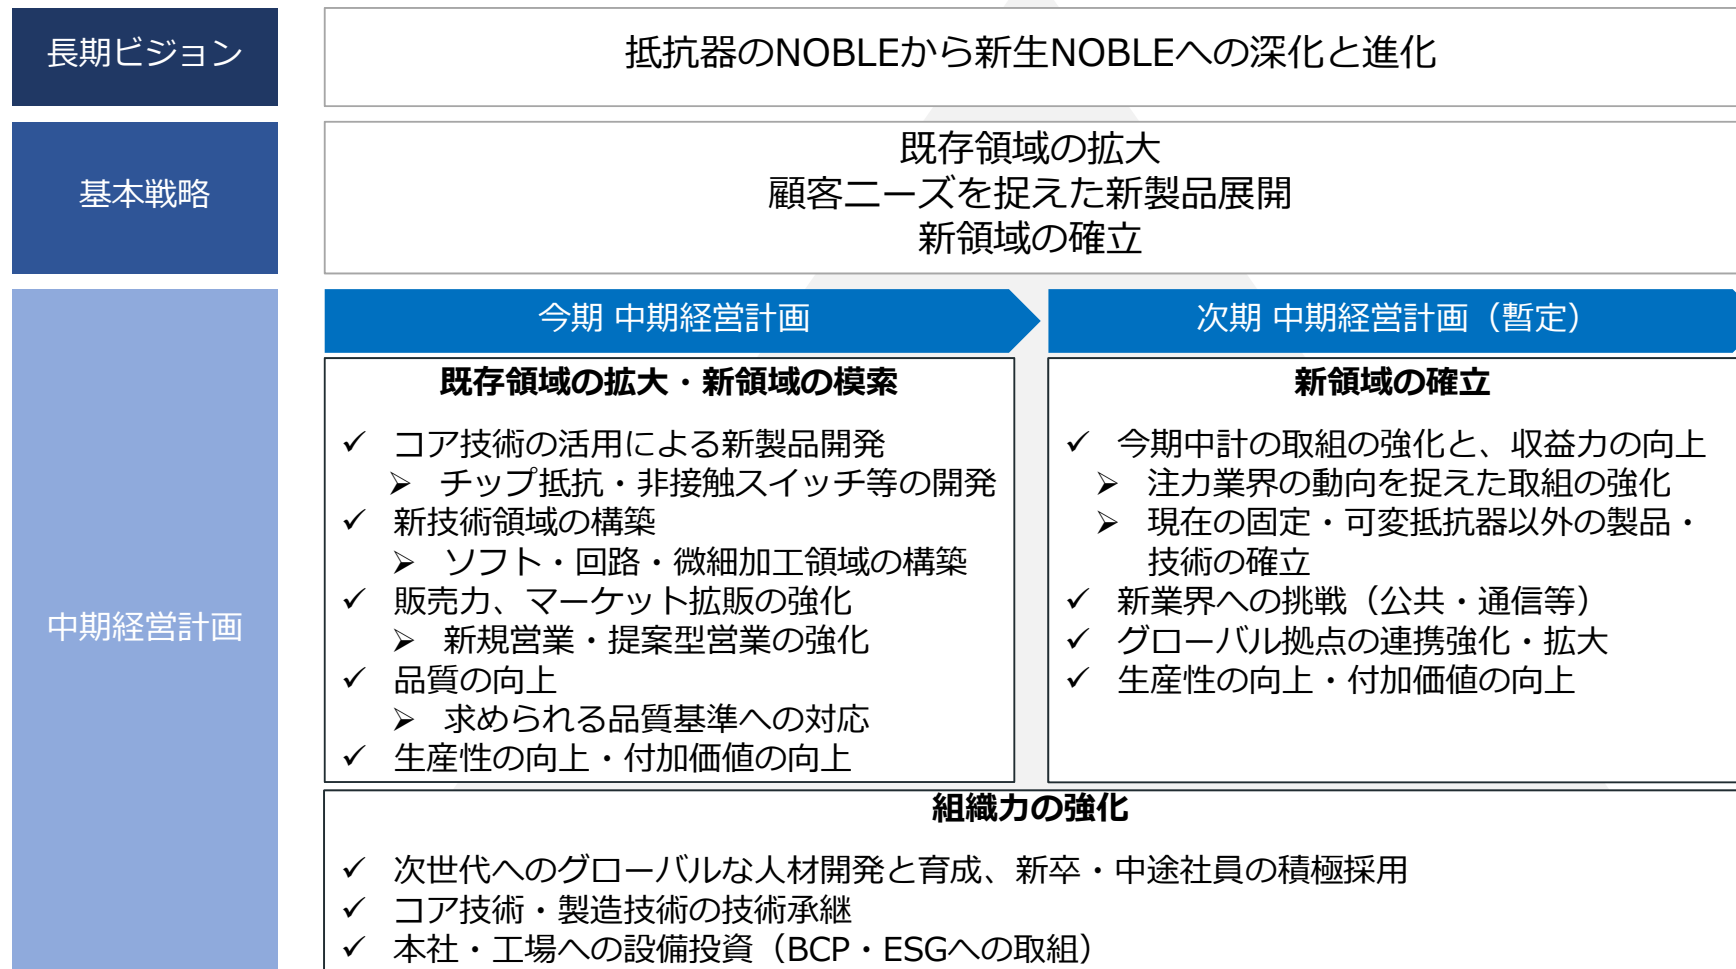 長期ビジョン
抵抗器のNOBLEから新生NOBLEへの深化と進化
基本戦略
既存領域の拡大
顧客ニーズを捉えた新製品展開
新領域の確立
中期経営計画
今期 中期経営計画
既存領域の拡大・新領域の模索
✓ コア技術の活用による新製品開発
➢ チップ抵抗・非接触スイッチ等の開発
✓ 新技術領域の構築
➢ ソフト・回路・微細加工領域の構築
✓ 販売力、マーケット拡販の強化
➢ 新規営業・提案型営業の強化
✓ 品質の向上
➢ 求められる品質基準への対応
✓ 生産性の向上・付加価値の向上
次期 中期経営計画（暫定）
新領域の確立
✓ 今期中計の取組の強化と、収益力の向上
➢ 注力業界の動向を捉えた取組の強化
➢ 現在の固定・可変抵抗器以外の製品・
技術の確立
✓ 新業界への挑戦（公共・通信等）
✓ グローバル拠点の連携強化・拡大
✓ 生産性の向上・付加価値の向上
組織力の強化
✓ 次世代へのグローバルな人材開発と育成、新卒・中途社員の積極採用
✓ コア技術・製造技術の技術承継
✓ 本社・工場への設備投資（BCP・ESGへの取組）